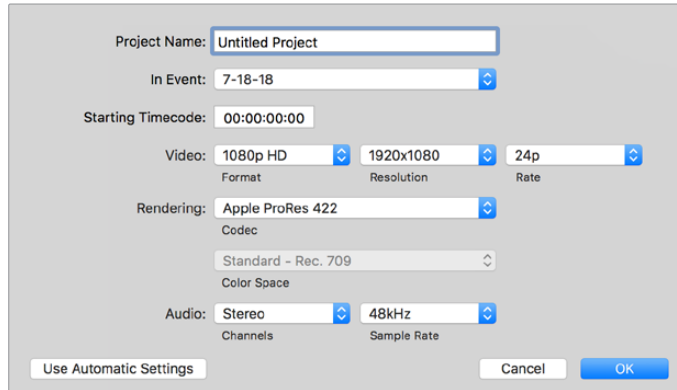 Project Name: Untitled Project
In Event: 7-18-18
Starting Timecode: 00:00:00:00
Video: 1080p HD 1920x1080 24p
Format Resolution Rate
Rendering: Apple ProRes 422
Codec
Standard - Rec. 709
Color Space
Audio: Stereo 48kHz
Channels Sample Rate
Use Automatic Settings Cancel OK